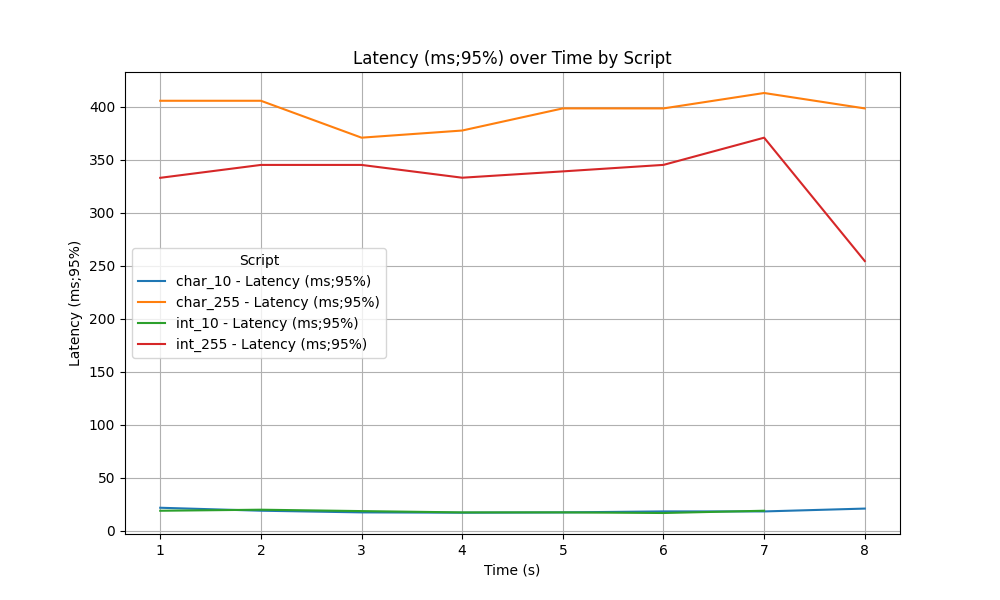 Latency (ms;95%) over Time by Script
Latency (ms;95%)
400
350
300
250
200
150
100
50
0
Script
char_10 - Latency (ms;95%)
char_255 - Latency (ms;95%)
int_10 - Latency (ms;95%)
int_255 - Latency (ms;95%)
1 2 3 4 5 6 7 8
Time (s)